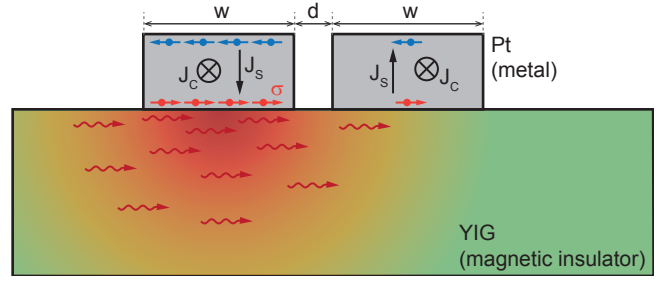 w d w
J_C ⊗ J_S σ
J_S ⊗ J_C
Pt
(metal)
YIG
(magnetic insulator)